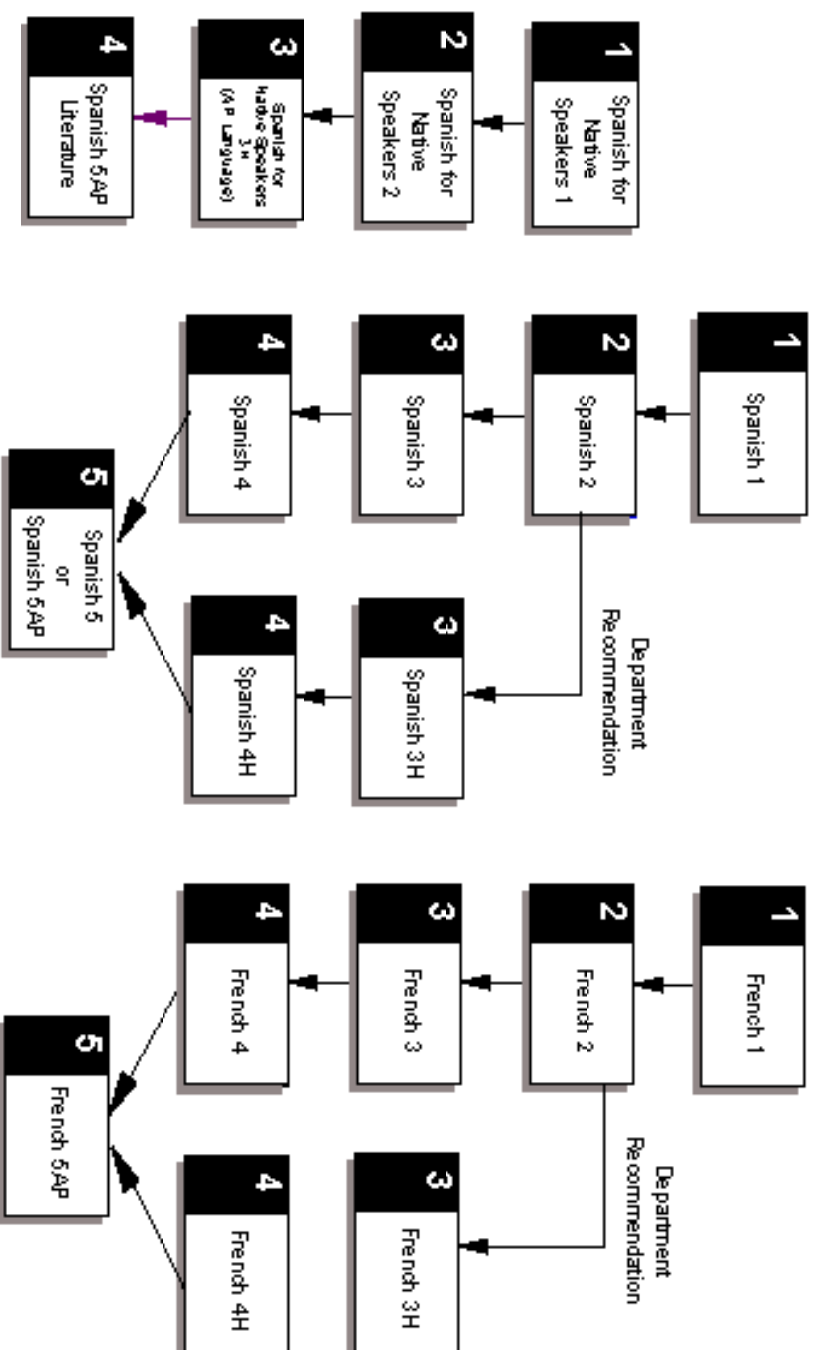 1
Spanish for
Native
Speakers 1
2
Spanish for
Native
Speakers 2
3
Spanish for
Native Speakers
3 H
(AP Language)
4
Spanish 5AP
Literature
1
Spanish 1
2
Spanish 2
Department
Recommendation
3
Spanish 3
3
Spanish 3H
4
Spanish 4
4
Spanish 4H
5
Spanish 5
or
Spanish 5AP
1
French 1
2
French 2
Department
Recommendation
3
French 3
3
French 3H
4
French 4
4
French 4H
5
French 5AP